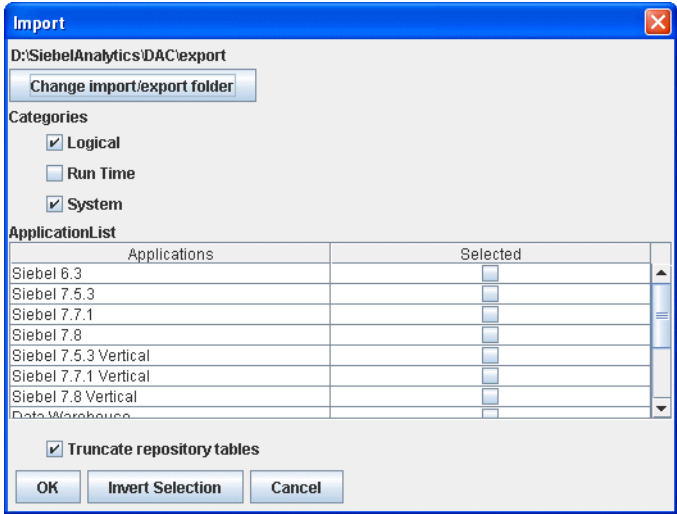 Import
D:\SiebelAnalytics\DAC\export
Change import/export folder
Categories
Logical
Run Time
System
ApplicationList
Applications Selected
Siebel 6.3
Siebel 7.5.3
Siebel 7.7.1
Siebel 7.8
Siebel 7.5.3 Vertical
Siebel 7.7.1 Vertical
Siebel 7.8 Vertical
Data Warehouse
Truncate repository tables
OK Invert Selection Cancel